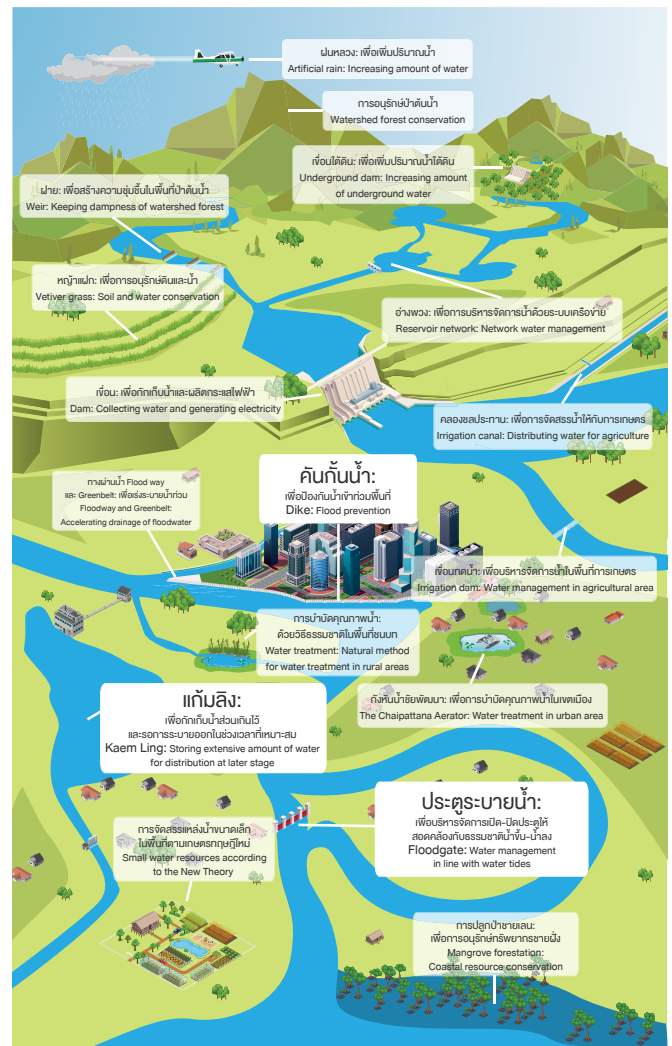 ฝนหลวง: เพื่อเพิ่มปริมาณน้ำ
Artificial rain: Increasing amount of water
การอนุรักษ์ป่าต้นน้ำ
Watershed forest conservation
เขื่อนใต้ดิน: เพื่อเพิ่มปริมาณน้ำใต้ดิน
Underground dam: Increasing amount
of underground water
ฝาย: เพื่อสร้างความชุ่มชื้นในพื้นที่ป่าต้นน้ำ
Weir: Keeping dampness of watershed forest
หญ้าแฝก: เพื่อการอนุรักษ์ดินและน้ำ
Vetiver grass: Soil and water conservation
อ่างพวง: เพื่อการบริหารจัดการน้ำด้วยระบบเครือข่าย
Reservoir network: Network water management
เขื่อน: เพื่อกักเก็บน้ำและผลิตกระแสไฟฟ้า
Dam: Collecting water and generating electricity
คลองชลประทาน: เพื่อการจัดสรรน้ำให้กับการเกษตร
Irrigation canal: Distributing water for agriculture
ทางผ่านน้ำ Flood way
และ Greenbelt: เพื่อเร่งระบายน้ำท่วม
Floodway and Greenbelt:
Accelerating drainage of floodwater
คันกั้นน้ำ:
เพื่อป้องกันน้ำเข้าท่วมพื้นที่
Dike: Flood prevention
เขื่อนทดน้ำ: เพื่อบริหารจัดการน้ำในพื้นที่การเกษตร
Irrigation dam: Water management in agricultural area
การบำบัดคุณภาพน้ำ:
ด้วยวิธีธรรมชาติในพื้นที่ชนบท
Water treatment: Natural method
for water treatment in rural areas
แก้มลิง:
เพื่อกักเก็บน้ำส่วนเกินไว้
และรอการระบายออกในช่วงเวลาที่เหมาะสม
Kaem Ling: Storing extensive amount of water
for distribution at later stage
กังหันน้ำชัยพัฒนา: เพื่อการบำบัดคุณภาพน้ำในเขตเมือง
The Chaipattana Aerator: Water treatment in urban area
ประตูระบายน้ำ:
เพื่อบริหารจัดการเปิด-ปิดประตูให้
สอดคล้องกับธรรมชาติน้ำขึ้น-น้ำลง
Floodgate: Water management
in line with water tides
การจัดสรรแหล่งน้ำขนาดเล็ก
ในพื้นที่ตามเกษตรทฤษฎีใหม่
Small water resources according
to the New Theory
การปลูกป่าชายเลน:
เพื่อการอนุรักษ์ทรัพยากรชายฝั่ง
Mangrove forestation:
Coastal resource conservation